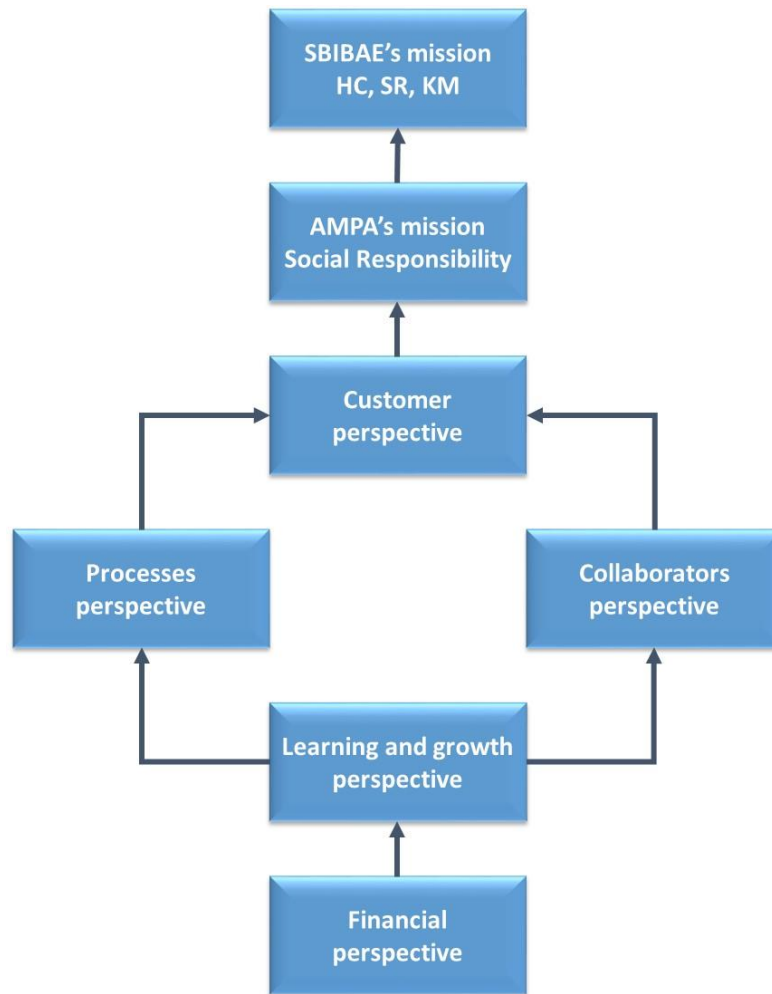 SBIBAE's mission
HC, SR, KM
AMPA's mission
Social Responsibility
Customer
perspective
Processes
perspective
Collaborators
perspective
Learning and growth
perspective
Financial
perspective